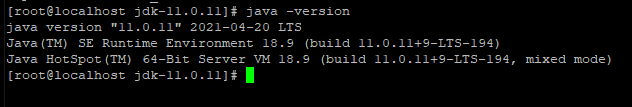 [root@localhost jdk-11.0.11]# java -version
java version "11.0.11" 2021-04-20 LTS
Java(TM) SE Runtime Environment 18.9 (build 11.0.11+9-LTS-194)
Java HotSpot(TM) 64-Bit Server VM 18.9 (build 11.0.11+9-LTS-194, mixed mode)
[root@localhost jdk-11.0.11]#